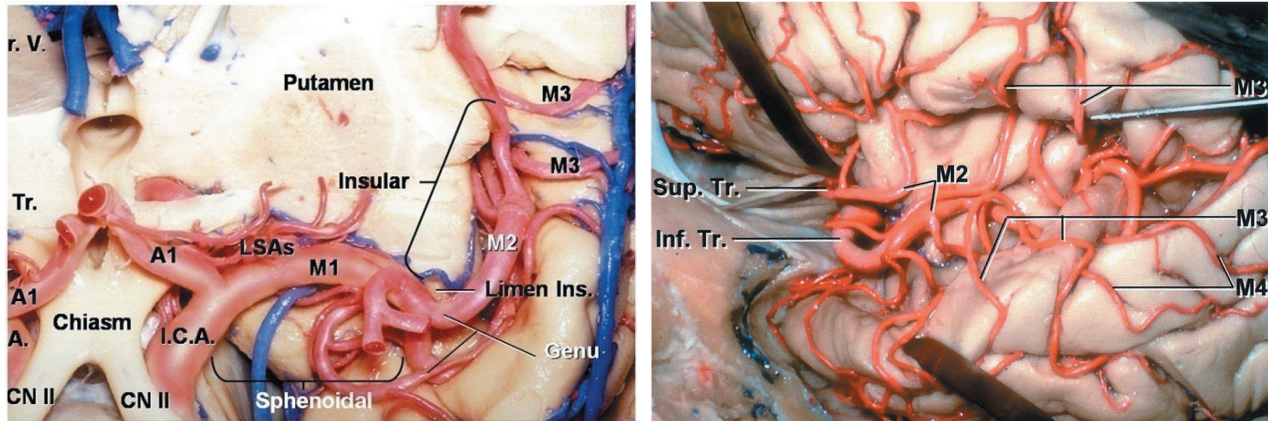 r. V.
Putamen
M3
M3
Insular
Tr.
A1
LSAs
M1
M2
Limen Ins.
A1
Chiasm
I.C.A.
A.
Genu
CN II
CN II
Sphenoidal
M3
Sup. Tr.
M2
Inf. Tr.
M3
M4